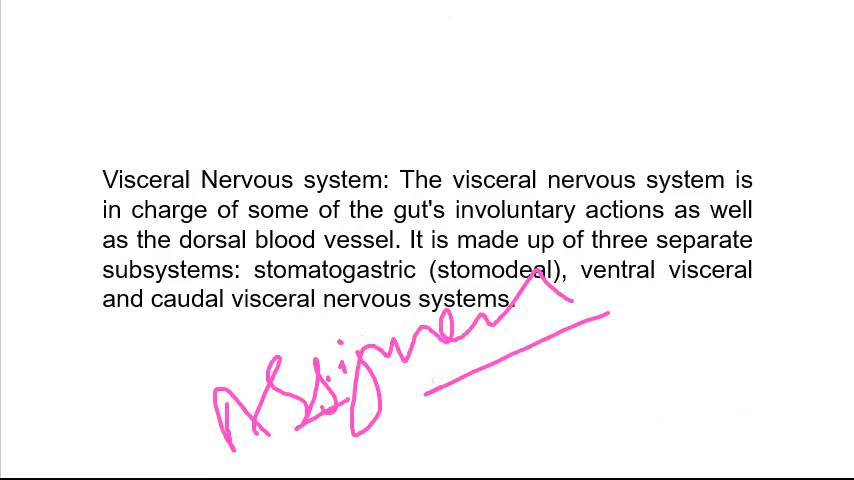 Visceral Nervous system: The visceral nervous system is
in charge of some of the gut's involuntary actions as well
as the dorsal blood vessel. It is made up of three separate
subsystems: stomatogastric (stomodeal), ventral visceral
and caudal visceral nervous systems.
Assignment